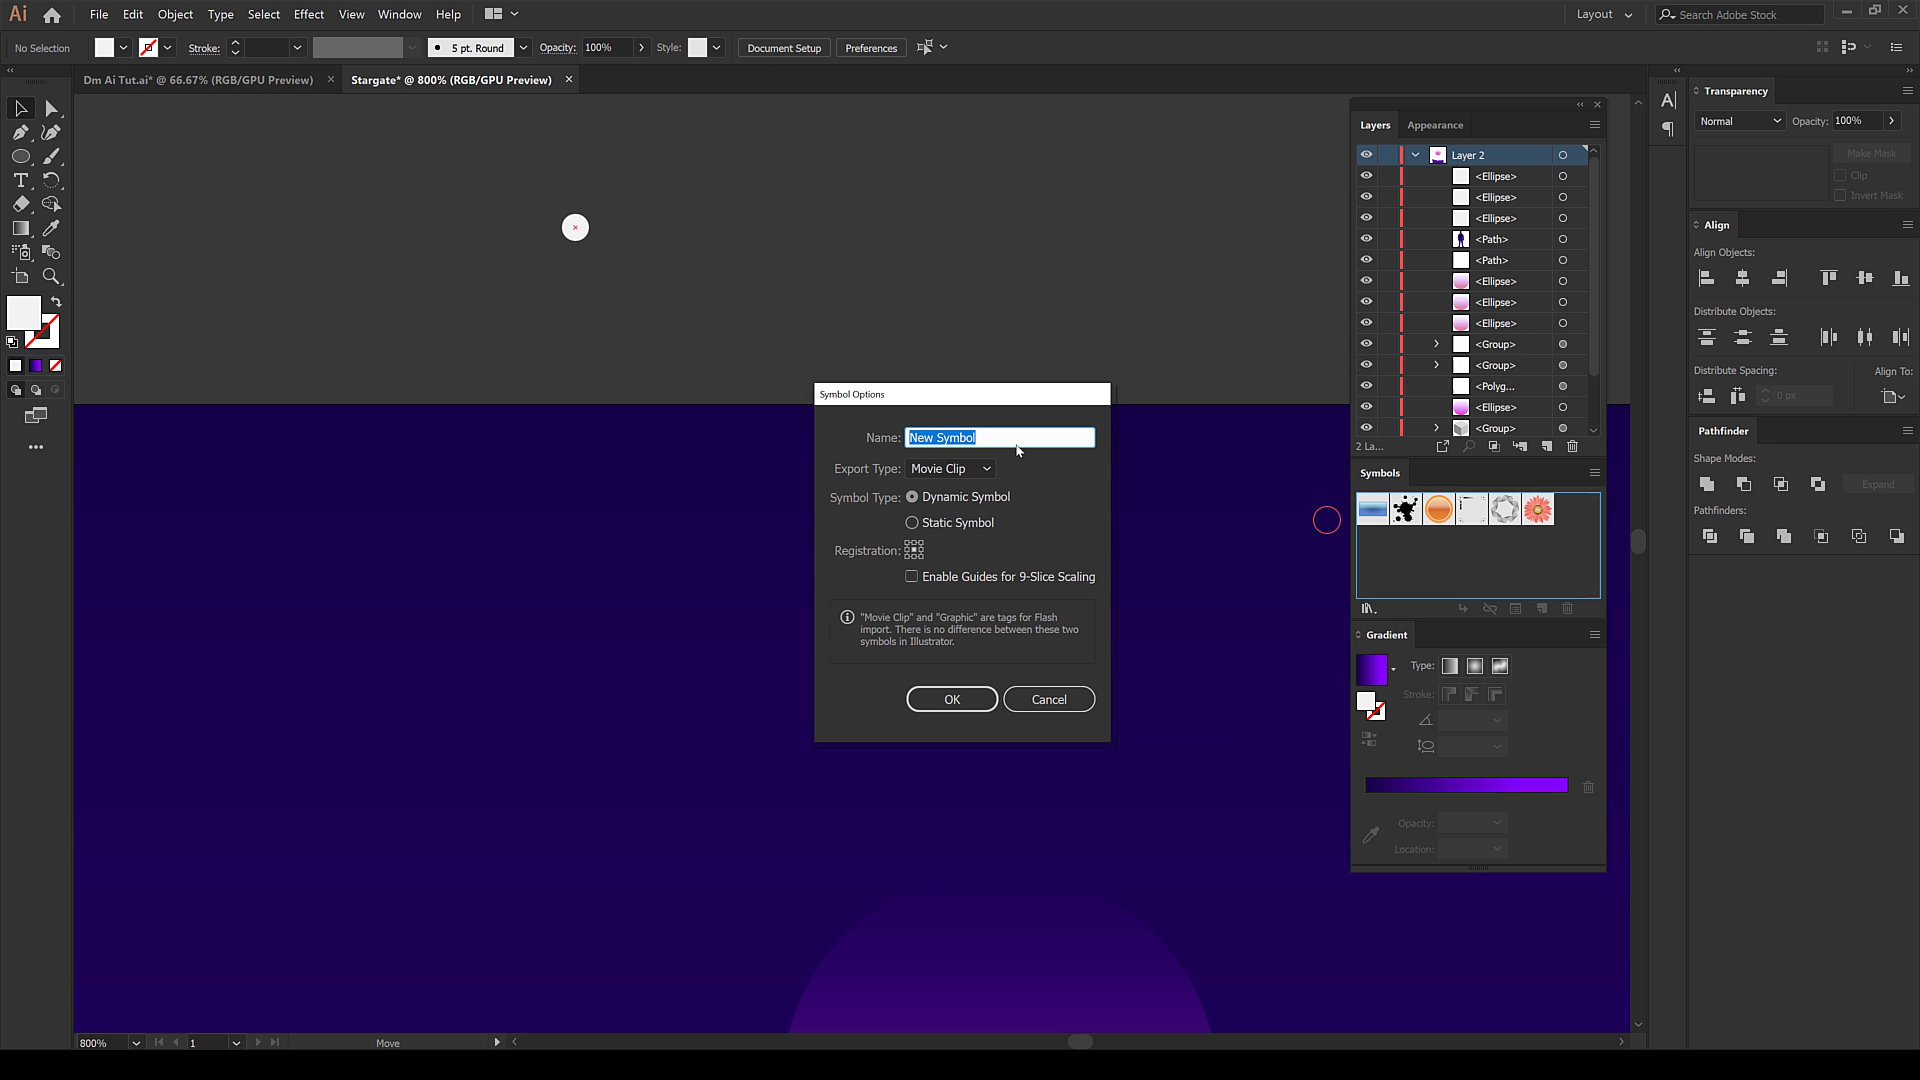 Ai File Edit Object Type Select Effect View Window Help Layout Search Adobe Stock
No Selection Stroke: 5 pt. Round Opacity: 100% Style: Document Setup Preferences
Dm Ai Tut.ai* @ 66.67% (RGB/GPU Preview) × Stargate* @ 800% (RGB/GPU Preview) ×
Layers Appearance
Layer 2
<Ellipse>
<Ellipse>
<Ellipse>
<Path>
<Path>
<Ellipse>
<Ellipse>
<Ellipse>
<Group>
<Group>
<Polyg...
<Ellipse>
<Group>
2 La...
Symbols
Gradient
Type:
Stroke:
Opacity:
Location:
Transparency
Normal Opacity: 100%
Make Mask
Clip
Invert Mask
Align
Align Objects:
Distribute Objects:
Distribute Spacing: Align To:
0 px
Pathfinder
Shape Modes:
Expand
Pathfinders:
Symbol Options
Name: New Symbol
Export Type: Movie Clip
Symbol Type: Dynamic Symbol
Static Symbol
Registration:
Enable Guides for 9-Slice Scaling
"Movie Clip" and "Graphic" are tags for Flash
import. There is no difference between these two
symbols in Illustrator.
OK Cancel
800% 1 Move